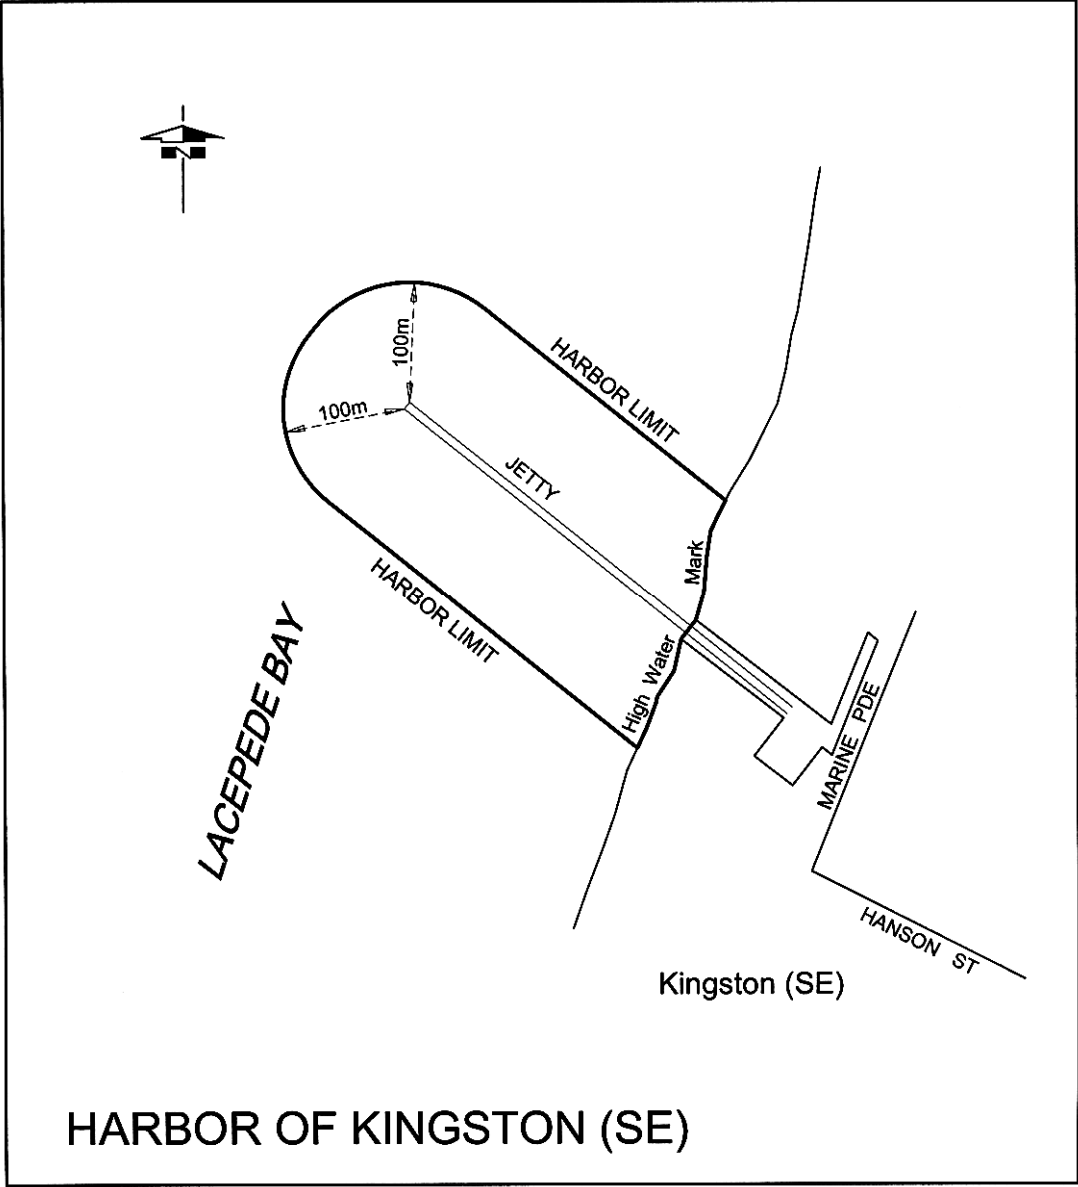 N
100m
HARBOR LIMIT
100m
JETTY
Mark
HARBOR LIMIT
High Water
LACEPEDE BAY
MARINE PDE
HANSON ST
Kingston (SE)
HARBOR OF KINGSTON (SE)